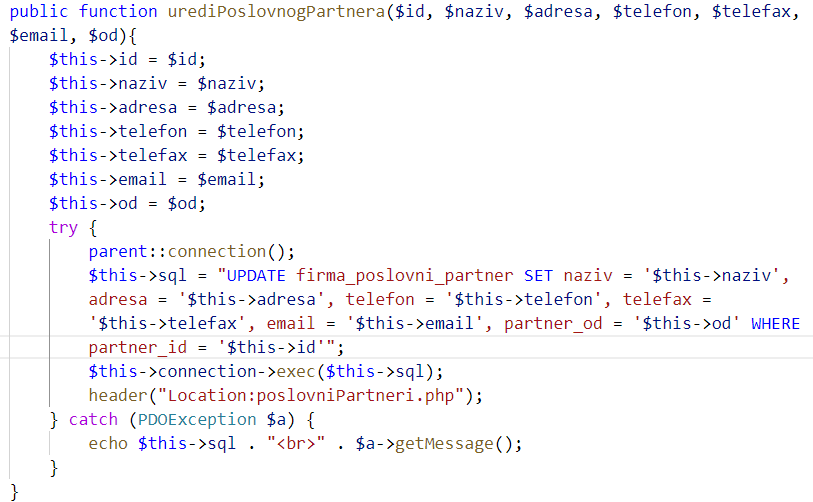 public function urediPoslovnogPartnera($id, $naziv, $adresa, $telefon, $telefax,
$email, $od){
    $this->id = $id;
    $this->naziv = $naziv;
    $this->adresa = $adresa;
    $this->telefon = $telefon;
    $this->telefax = $telefax;
    $this->email = $email;
    $this->od = $od;
    try {
        parent::connection();
        $this->sql = "UPDATE firma_poslovni_partner SET naziv = '$this->naziv',
        adresa = '$this->adresa', telefon = '$this->telefon', telefax =
        '$this->telefax', email = '$this->email', partner_od = '$this->od' WHERE
        partner_id = '$this->id'";
        $this->connection->exec($this->sql);
        header("Location:poslovniPartneri.php");
    } catch (PDOException $a) {
        echo $this->sql . "<br>" . $a->getMessage();
    }
}